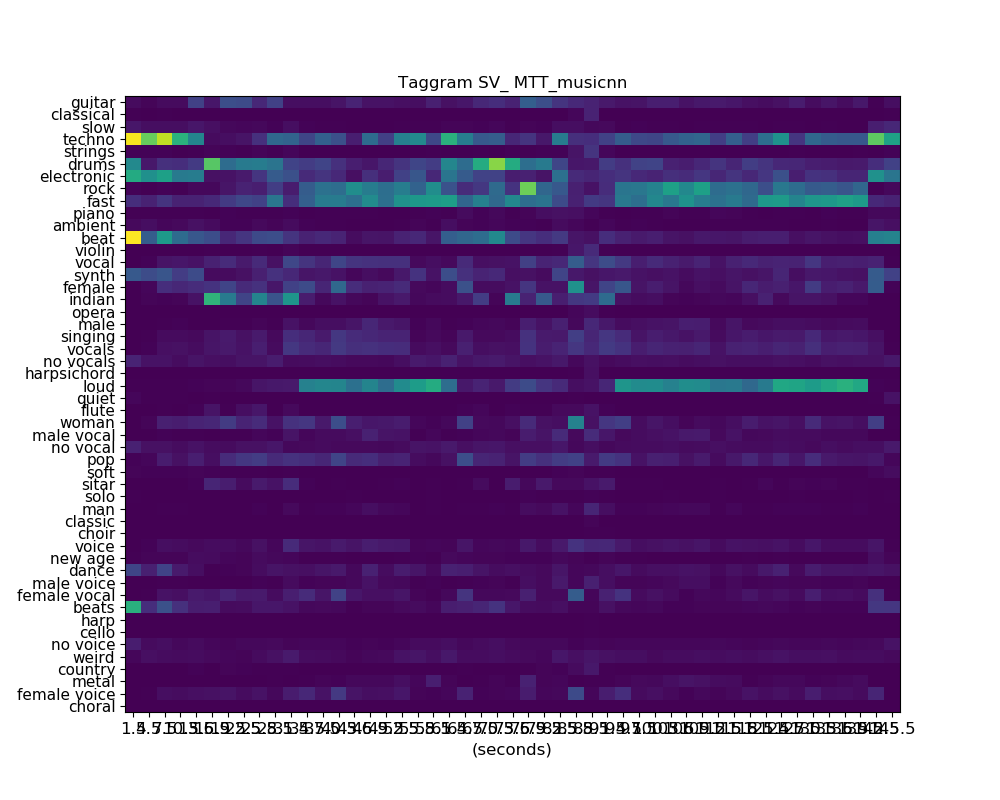 Taggram SV_ MTT_musicnn
guitar
classical
slow
techno
strings
drums
electronic
rock
fast
piano
ambient
beat
violin
vocal
synth
female
indian
opera
male
singing
vocals
no vocals
harpsichord
loud
quiet
flute
woman
male vocal
no vocal
pop
soft
sitar
solo
man
classic
choir
voice
new age
dance
male voice
female vocal
beats
harp
cello
no voice
weird
country
metal
female voice
choral
(seconds)